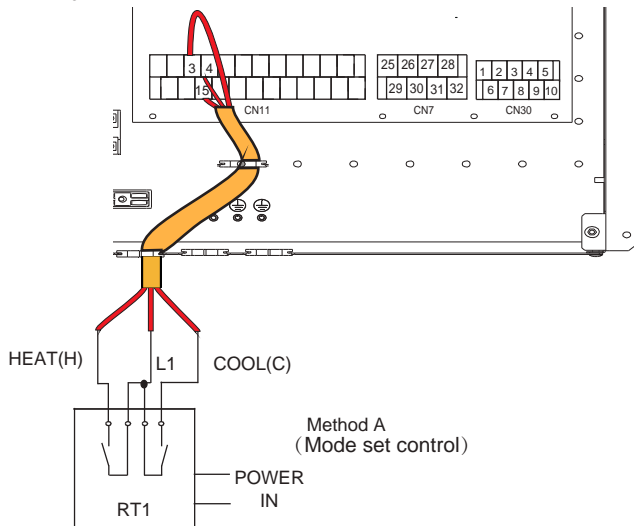 3 4
15
CN11
25 26 27 28
29 30 31 32
CN7
1 2 3 4 5
6 7 8 9 10
CN30
HEAT(H)
L1
COOL(C)
Method A
(Mode set control)
POWER
IN
RT1